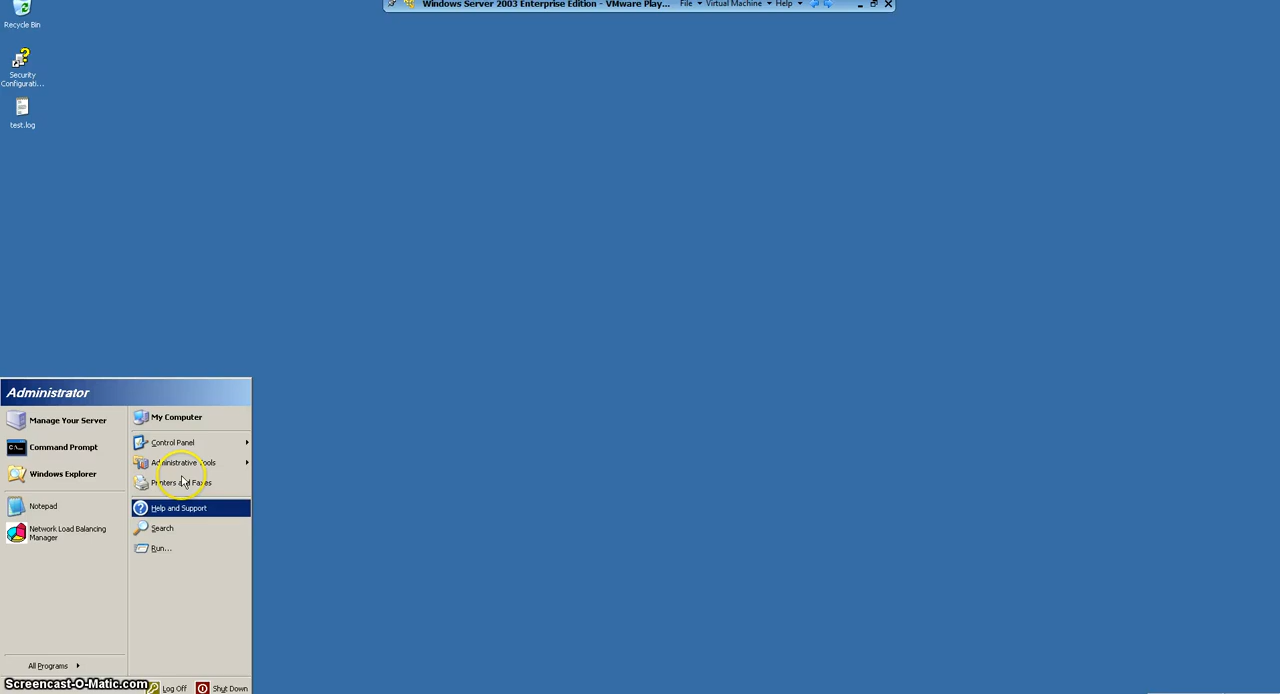 Windows Server 2003 Enterprise Edition - VMware Play...
File
Virtual Machine
Help
Recycle Bin
Security
Configurati...
test.log
Administrator
Manage Your Server
Command Prompt
Windows Explorer
Notepad
Network Load Balancing
Manager
All Programs
My Computer
Control Panel
Administrative Tools
Printers and Faxes
Help and Support
Search
Run...
Log Off
Shut Down
Screencast-O-Matic.com